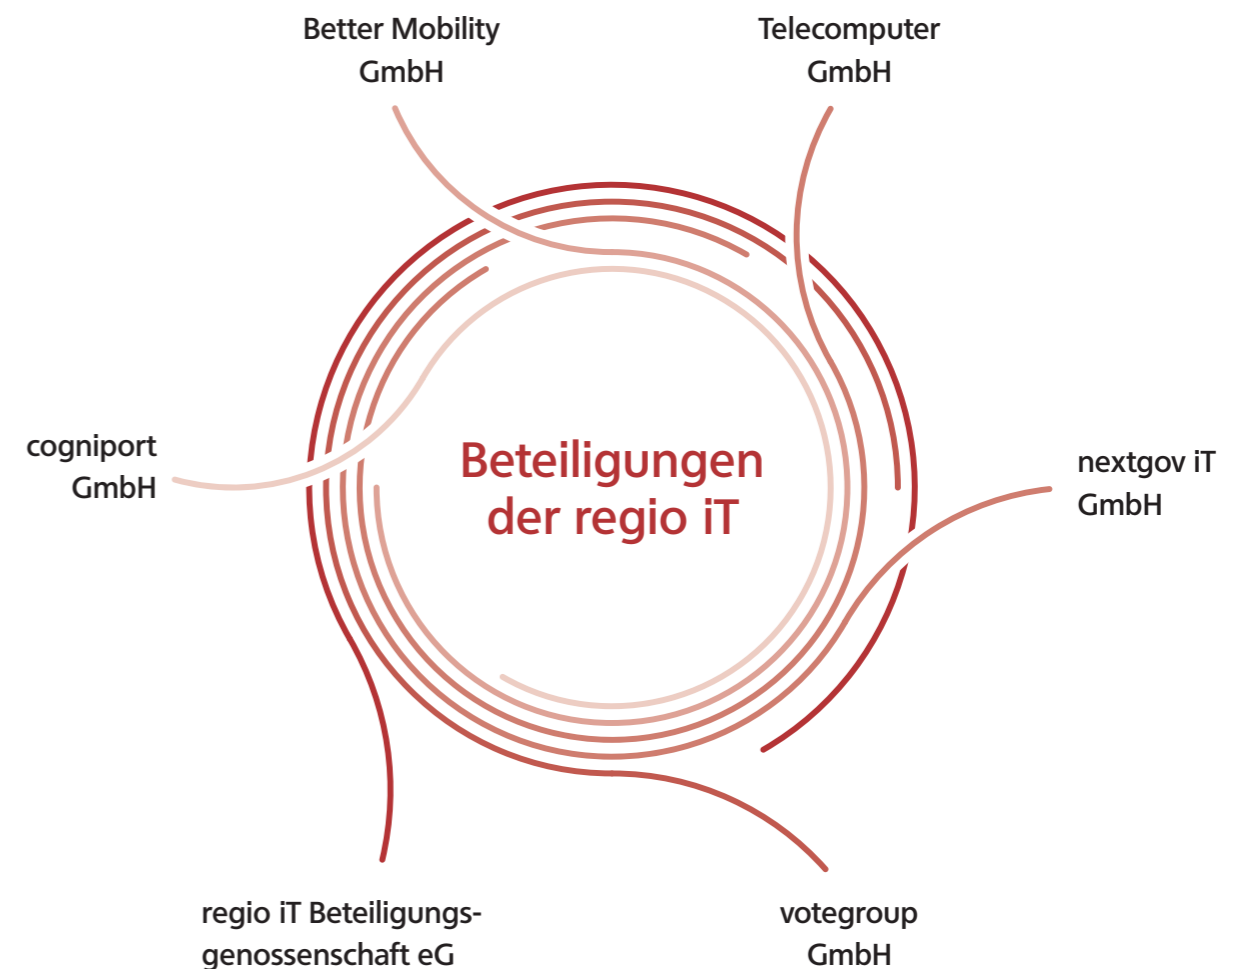 Better Mobility
GmbH
Telecomputer
GmbH
cogniport
GmbH
Beteiligungen
der regio iT
nextgov iT
GmbH
regio iT Beteiligungs-
genossenschaft eG
votegroup
GmbH